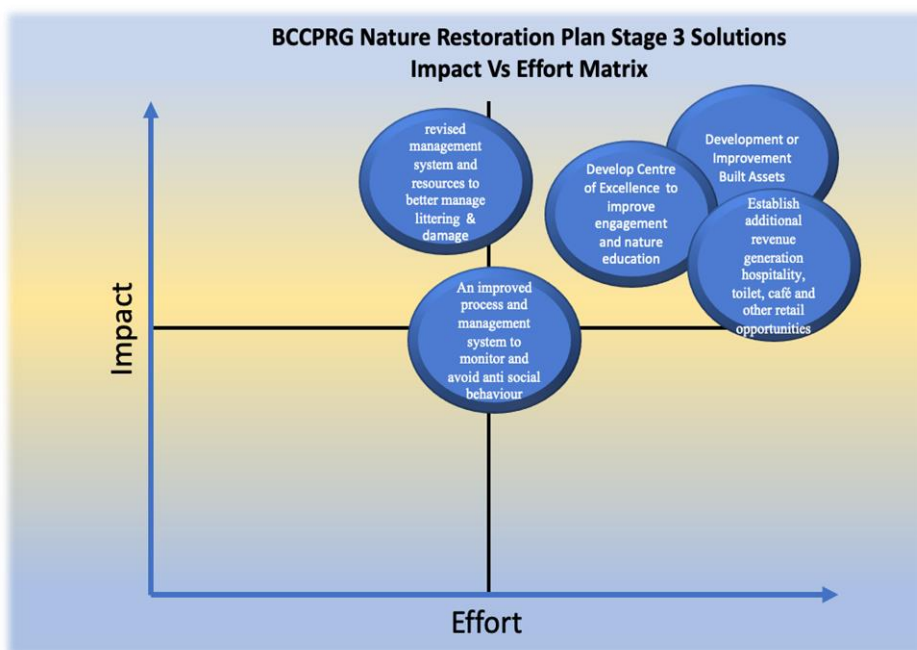 BCCPRG Nature Restoration Plan Stage 3 Solutions
Impact Vs Effort Matrix
revised
management
system and
resources to
better manage
littering &
damage
Development or
Improvement
Built Assets
Develop Centre
of Excellence to
improve
engagement
and nature
education
Establish additional
revenue
generation
hospitality,
toilet, café and
other retail
opportunities
An improved
process and
management
system to
monitor and
avoid anti social
behaviour
Impact
Effort